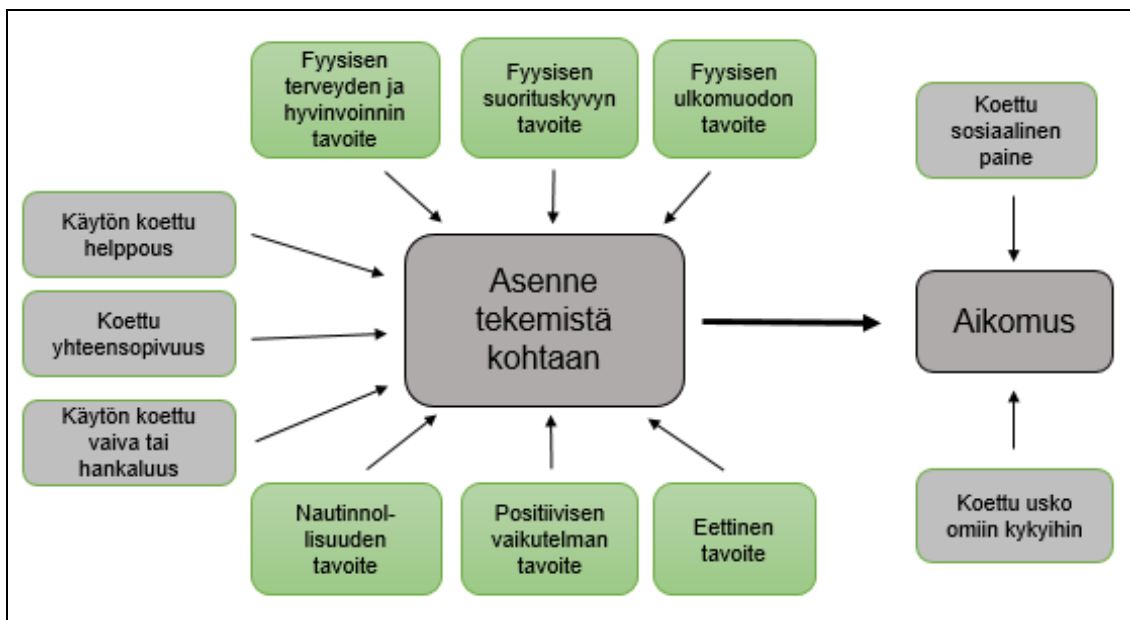 Fyysisen
terveyden ja
hyvinvoinnin
tavoite
Fyysisen
suorituskyvyn
tavoite
Fyysisen
ulkomuodon
tavoite
Koettu
sosiaalinen
paine
Käytön koettu
helppous
Koettu
yhteensopivuus
Käytön koettu
vaiva tai
hankaluus
Asenne
tekemistä
kohtaan
Aikomus
Nautinnol-
lisuuden
tavoite
Positiivisen
vaikutelman
tavoite
Eettinen
tavoite
Koettu usko
omiin kykyihin